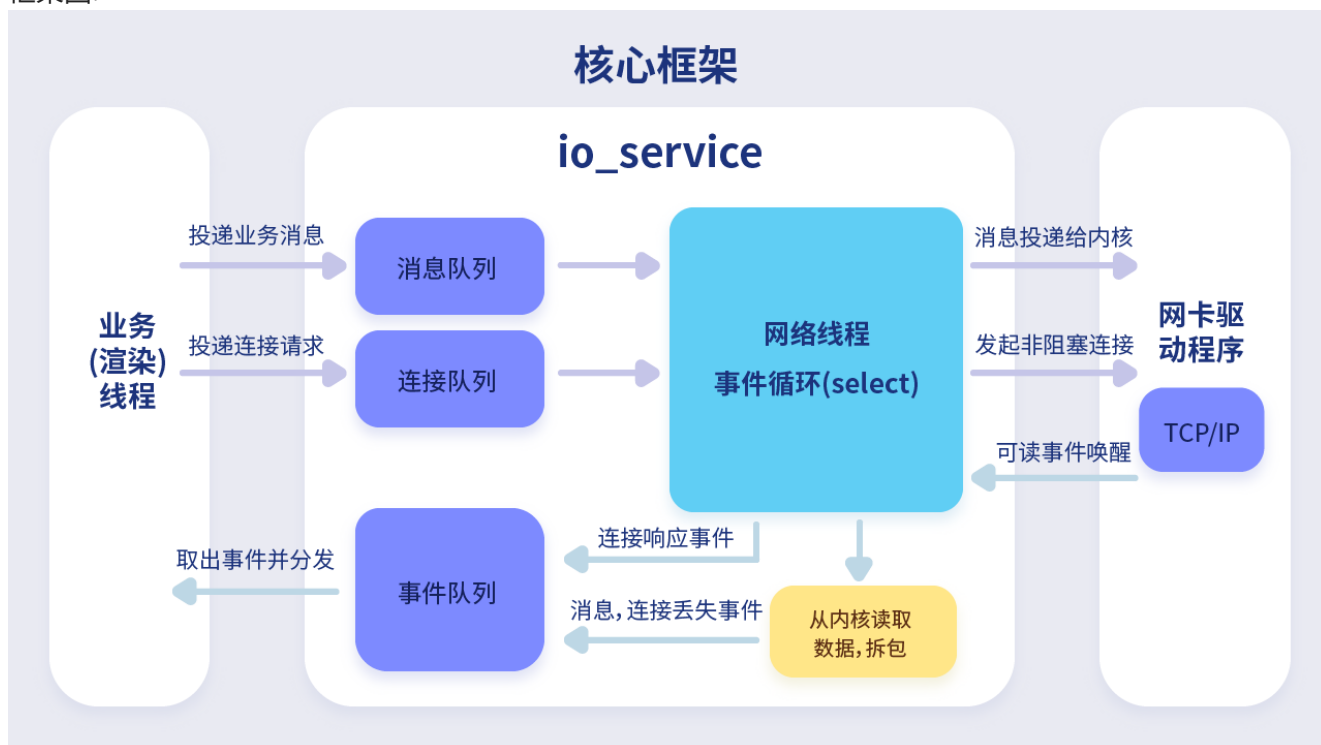 核心框架
io_service
投递业务消息
消息队列
消息投递给内核
业务
(渲染)
线程
投递连接请求
连接队列
网络线程
事件循环(select)
发起非阻塞连接
网卡驱
动程序
TCP/IP
可读事件唤醒
取出事件并分发
事件队列
连接响应事件
消息,连接丢失事件
从内核读取
数据,拆包